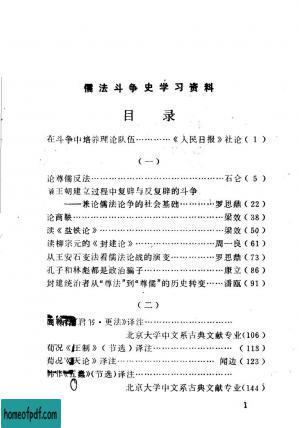 儒法斗争史学习资料
目 录
在斗争中培养理论队伍…………《人民日报》社论(1)
(一)
论尊儒反法…………石仑(5)
王朝建立过程中复辟与反复辟的斗争
——兼论儒法论争的社会基础………罗思鼎(22)
论商鞅…………梁效(38)
读《盐铁论》…………梁效(50)
读柳宗元的《封建论》…………周一良(61)
从王安石变法看儒法论战的演变………罗思鼎(73)
孔子和林彪都是政治骗子…………康立(86)
封建统治者从“尊法”到“尊儒”的历史转变……潘瓯(91)
(二)
君书·更法》译注…………
北京大学中文系古典文献专业(106)
荀况《王制》(节选)译注…………(118)
荀况《天论》译注…………闻边(123)
《五蠹》(节选)译注…………
北京大学中文系古典文献专业(144)
1
homeofpdf.com